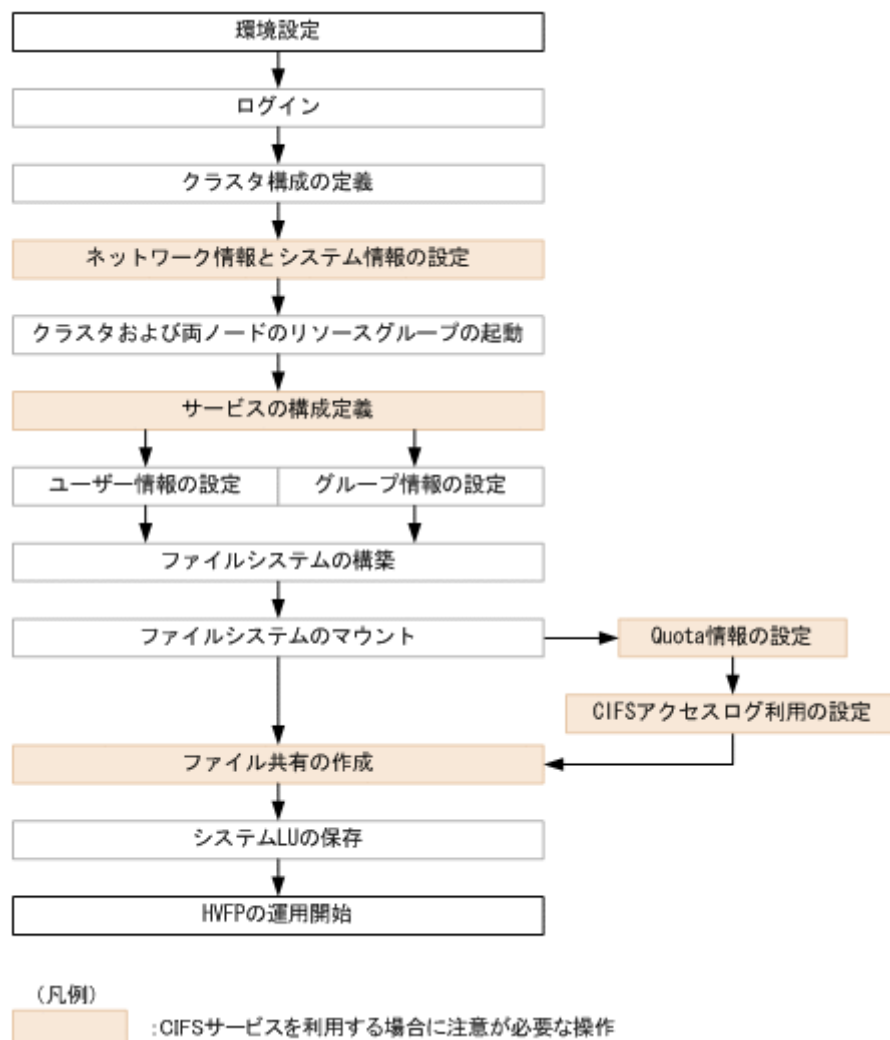 環境設定
ログイン
クラスタ構成の定義
ネットワーク情報とシステム情報の設定
クラスタおよび両ノードのリソースグループの起動
サービスの構成定義
ユーザー情報の設定
グループ情報の設定
ファイルシステムの構築
ファイルシステムのマウント
Quota情報の設定
CIFSアクセスログ利用の設定
ファイル共有の作成
システムLUの保存
HVFPの運用開始
(凡例)
:CIFSサービスを利用する場合に注意が必要な操作